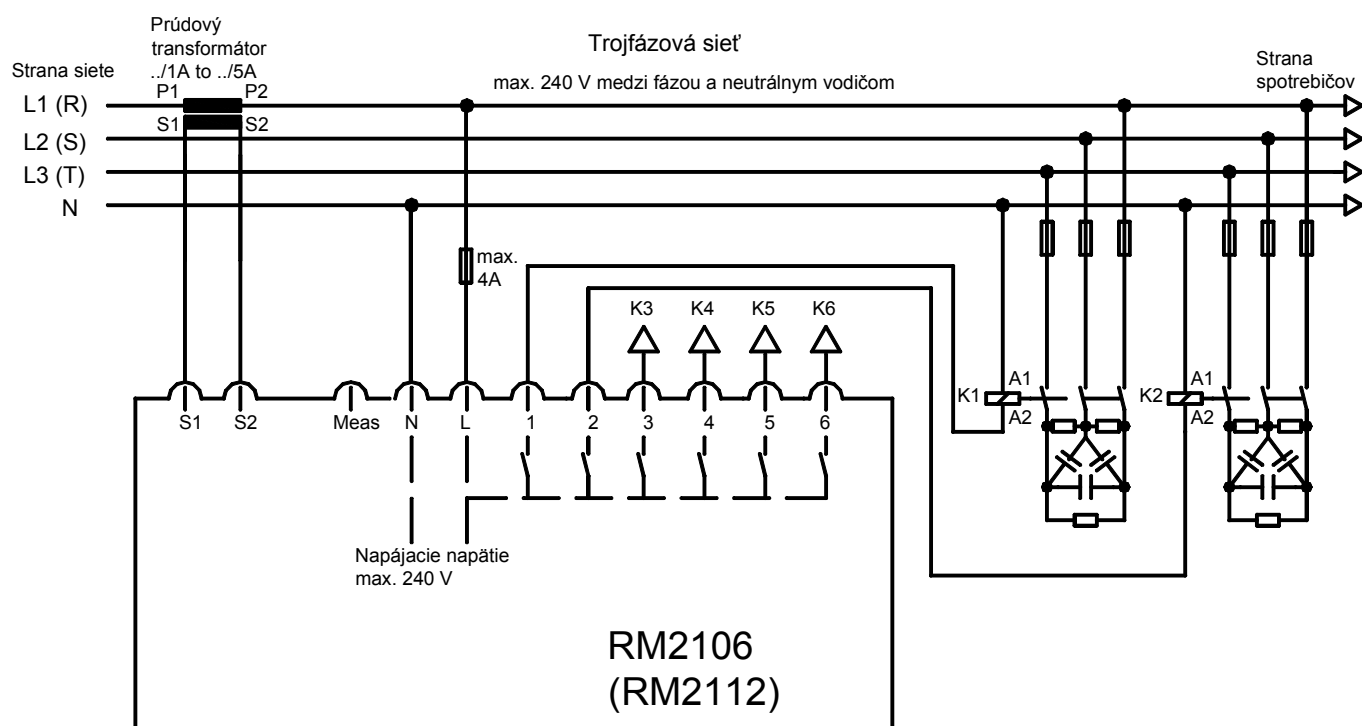 Prúdový
transformátor
../1A to ../5A
Trojfázová sieť
max. 240 V medzi fázou a neutrálnym vodičom
Strana siete
Strana
spotrebičov
P1 P2
L1 (R)
S1 S2
L2 (S)
L3 (T)
N
max.
4A
K3 K4 K5 K6
K1 A1
A2
K2 A1
A2
S1 S2 Meas N L 1 2 3 4 5 6
Napájacie napätie
max. 240 V
RM2106
(RM2112)